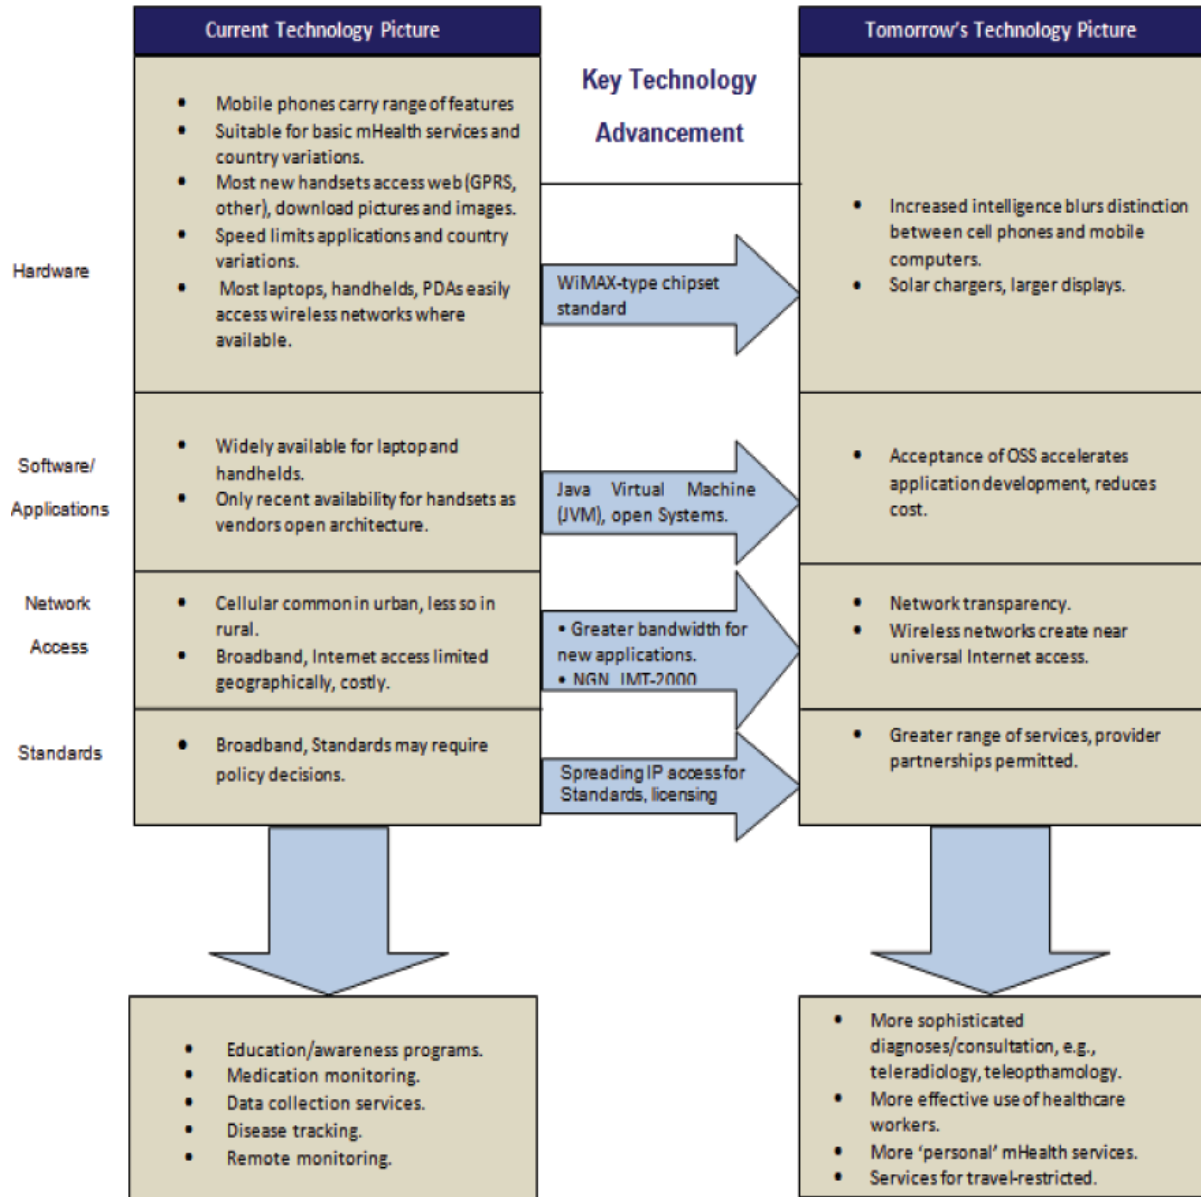 Current Technology Picture
Key Technology
Advancement
Tomorrow's Technology Picture
Hardware
• Mobile phones carry range of features
• Suitable for basic mHealth services and
country variations.
• Most new handsets access web (GPRS,
other), download pictures and images.
• Speed limits applications and country
variations.
• Most laptops, handhelds, PDAs easily
access wireless networks where
available.
WiMAX-type chipset
standard
• Increased intelligence blurs distinction
between cell phones and mobile
computers.
• Solar chargers, larger displays.
Software/
Applications
• Widely available for laptop and
handhelds.
• Only recent availability for handsets as
vendors open architecture.
Java Virtual Machine
(JVM), open Systems.
• Acceptance of OSS accelerates
application development, reduces
cost.
Network
Access
• Cellular common in urban, less so in
rural.
• Broadband, Internet access limited
geographically, costly.
• Greater bandwidth for
new applications.
• NGN IMT-2000
• Network transparency.
• Wireless networks create near
universal Internet access.
Standards
• Broadband, Standards may require
policy decisions.
Spreading IP access for
Standards, licensing
• Greater range of services, provider
partnerships permitted.
• Education/awareness programs.
• Medication monitoring.
• Data collection services.
• Disease tracking.
• Remote monitoring.
• More sophisticated
diagnoses/consultation, e.g.,
teleradiology, teleopthamology.
• More effective use of healthcare
workers.
• More 'personal' mHealth services.
• Services for travel-restricted.